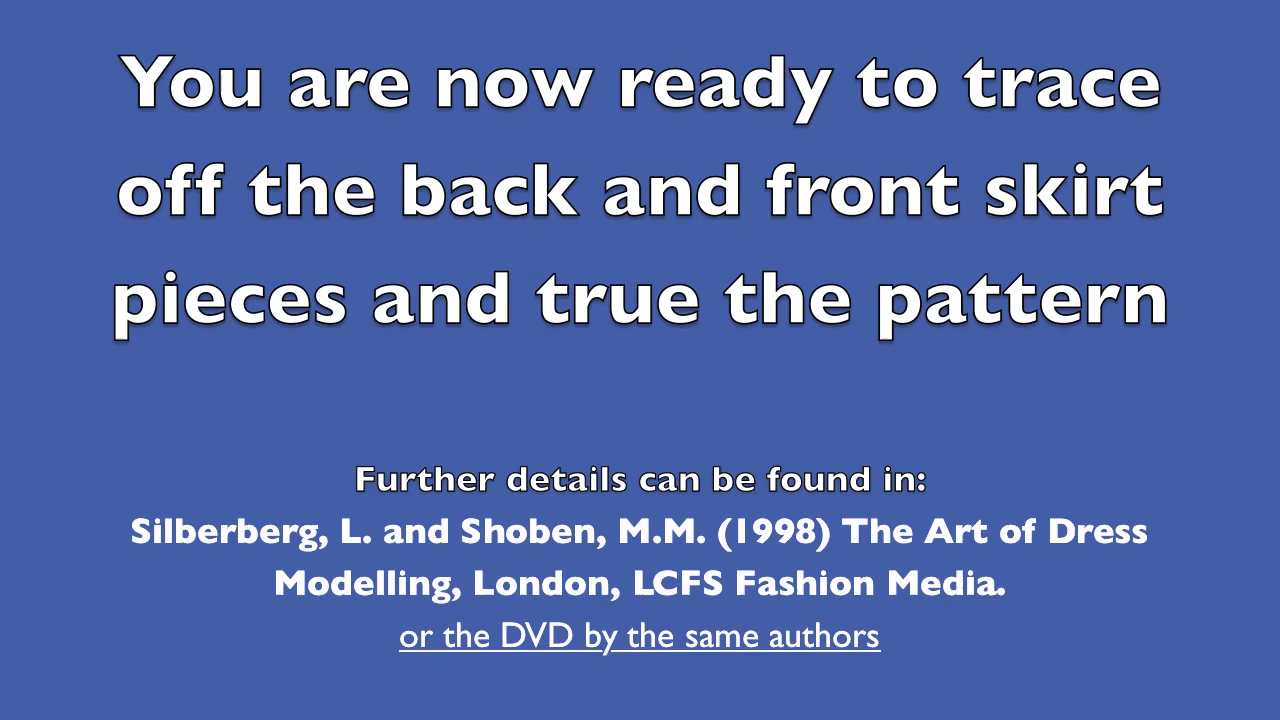 You are now ready to trace
off the back and front skirt
pieces and true the pattern
Further details can be found in:
Silberberg, L. and Shoben, M.M. (1998) The Art of Dress
Modelling, London, LCFS Fashion Media.
or the DVD by the same authors